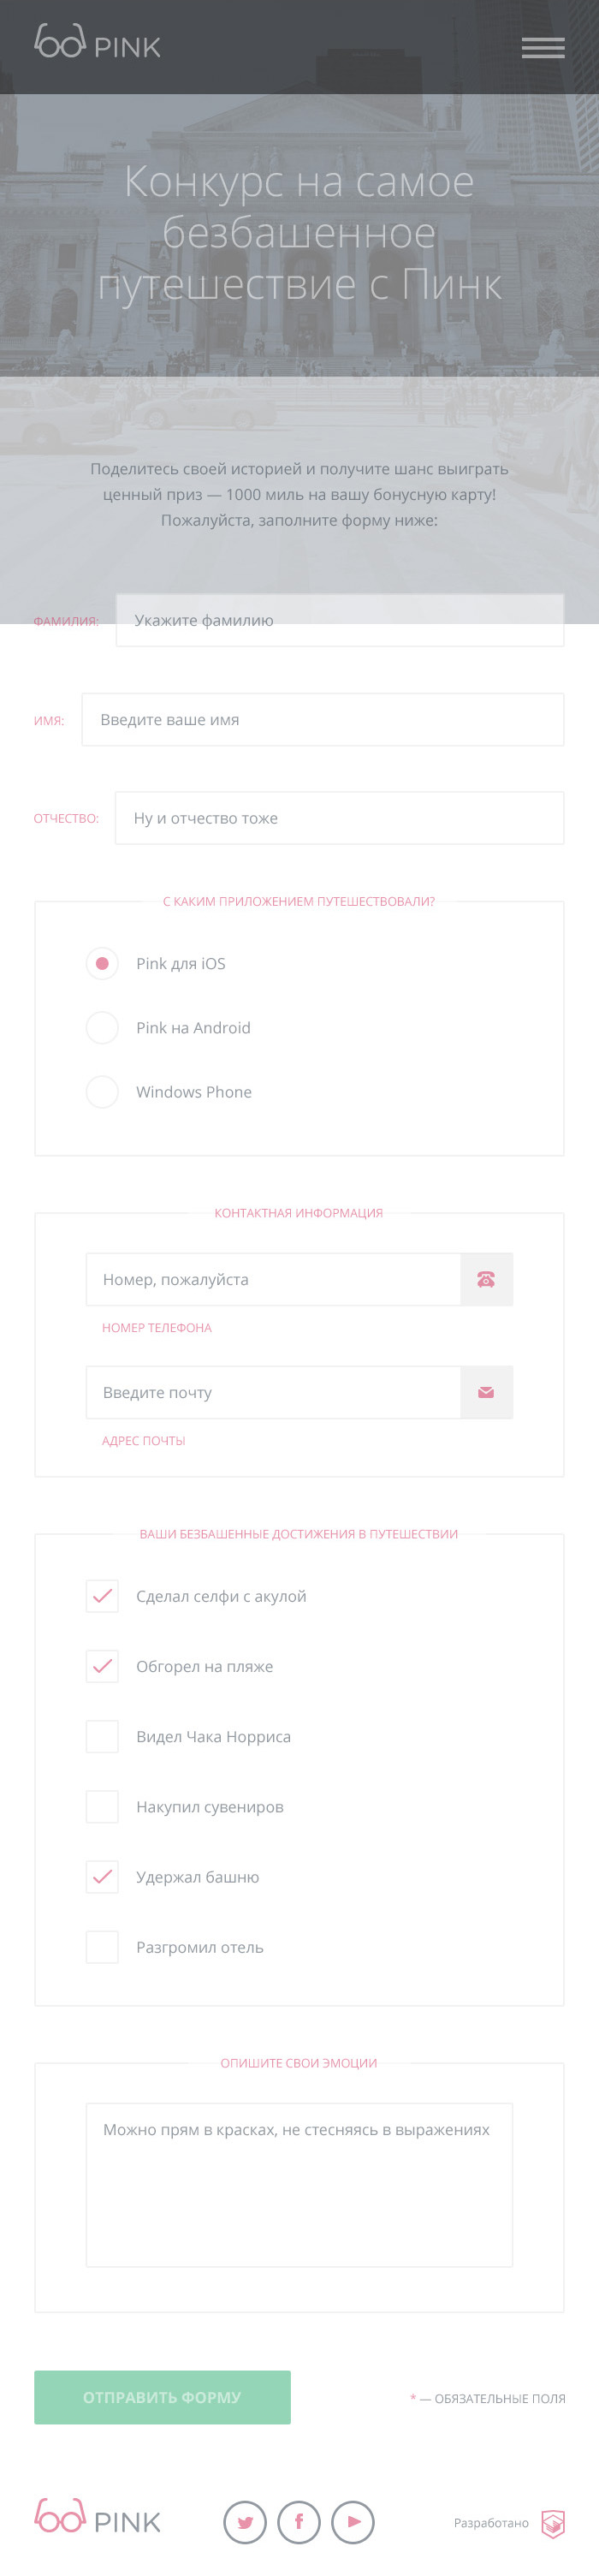 PINK
Конкурс на самое
безбашенное
путешествие с Пинк
Поделитесь своей историей и получите шанс выиграть
ценный приз — 1000 миль на вашу бонусную карту!
Пожалуйста, заполните форму ниже:
ФАМИЛИЯ: Укажите фамилию
ИМЯ: Введите ваше имя
ОТЧЕСТВО: Ну и отчество тоже
С КАКИМ ПРИЛОЖЕНИЕМ ПУТЕШЕСТВОВАЛИ?
Pink для iOS
Pink на Android
Windows Phone
КОНТАКТНАЯ ИНФОРМАЦИЯ
Номер, пожалуйста
НОМЕР ТЕЛЕФОНА
Введите почту
АДРЕС ПОЧТЫ
ВАШИ БЕЗБАШЕННЫЕ ДОСТИЖЕНИЯ В ПУТЕШЕСТВИИ
Сделал селфи с акулой
Обгорел на пляже
Видел Чака Норриса
Накупил сувениров
Удержал башню
Разгромил отель
ОПИШИТЕ СВОИ ЭМОЦИИ
Можно прям в красках, не стесняясь в выражениях
ОТПРАВИТЬ ФОРМУ
* — ОБЯЗАТЕЛЬНЫЕ ПОЛЯ
PINK
Разработано